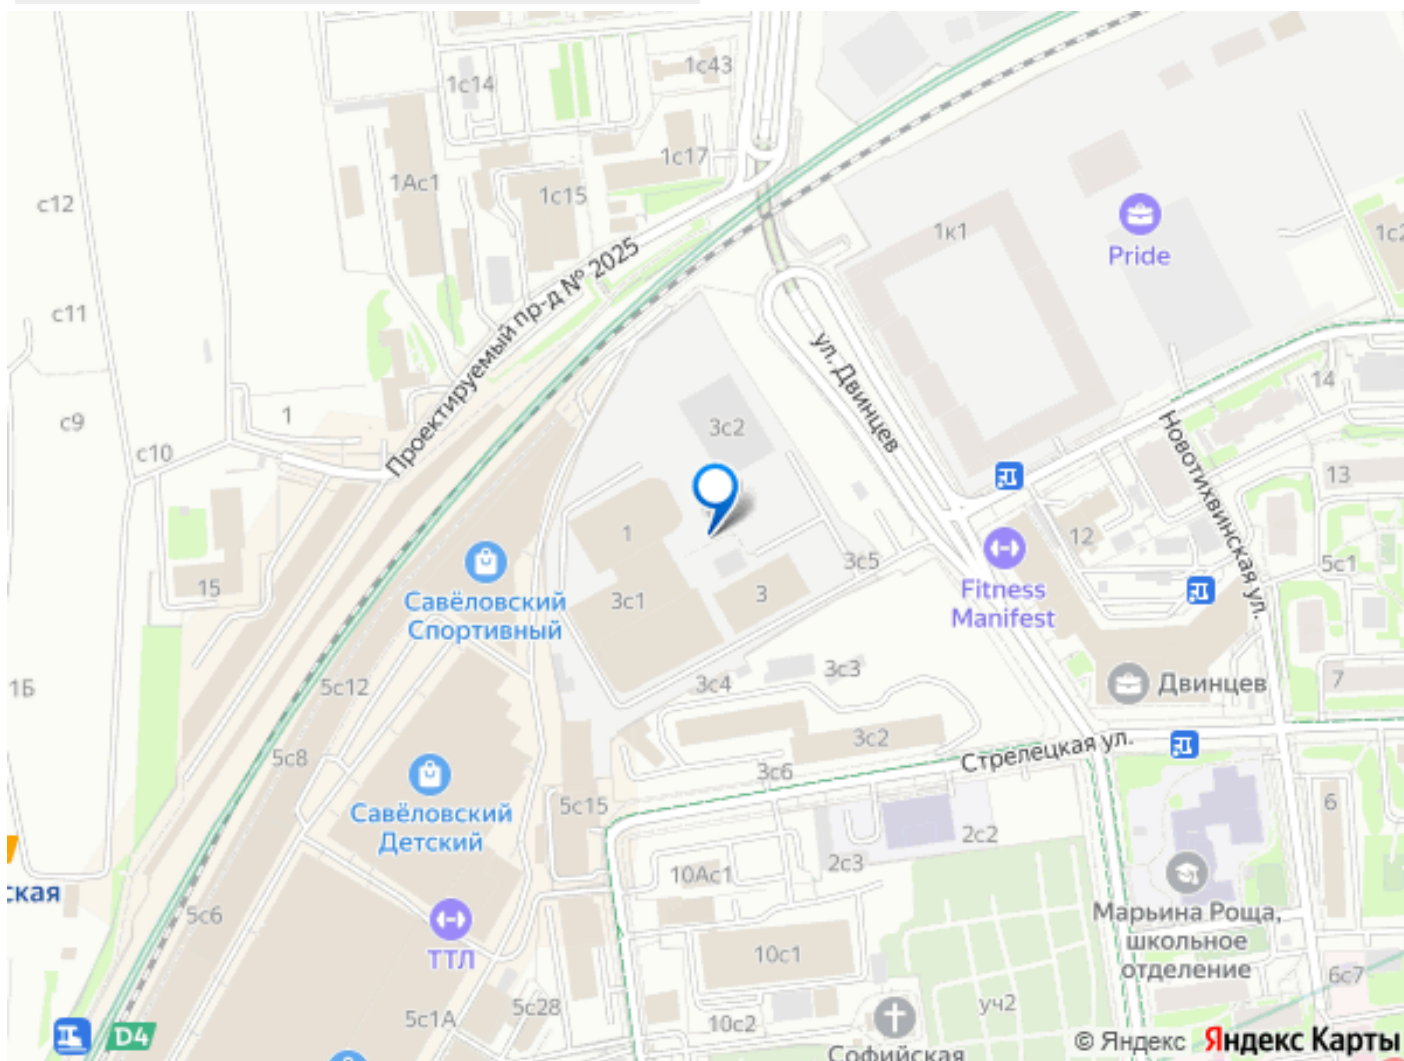 1с43
1с14
1с17
1Ас1
1с15
с12
1к1
Pride
1с2
Проектируемый пр-д № 2025
с11
ул. Двинцев
14
1
3с2
с9
с10
Новотихвинская ул.
13
12
1
3с5
5с1
15
Савёловский
Спортивный
3с1
3
Fitness
Manifest
1Б
5с12
3с4
3с3
Двинцев
7
5с8
3с2
Стрелецкая ул.
3с6
Савёловский
Детский
5с15
6
2с2
2с3
10Ас1
ская
5с6
Марьина Роща,
школьное
отделение
ТТЛ
10с1
6с7
5с28
уч2
5с1А
10с2
D4
Софийская
© Яндекс Яндекс Карты